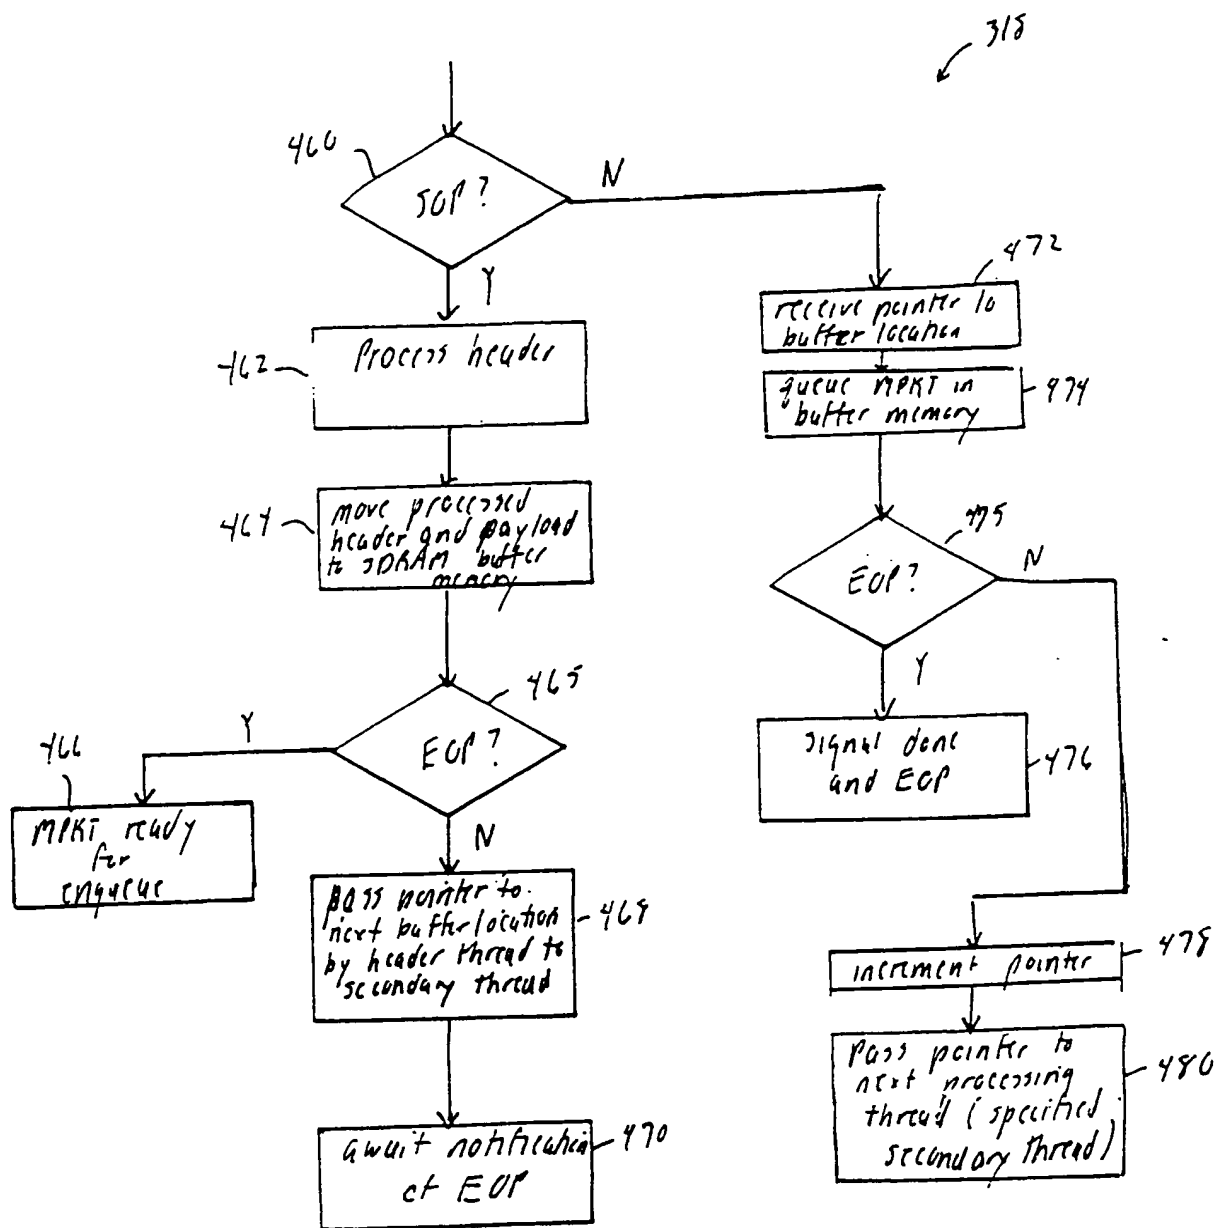 318
460
SOP?
N
Y
472
receive pointer to
buffer location
462
Process header
queue MPKT in
buffer memory
474
464
move processed
header and payload
to SDRAM buffer
memory
475
EOP?
N
Y
465
EOP?
Y
466
MPKT ready
for
enqueue
N
signal done
and EOP
476
pass pointer to
next buffer location
by header thread to
secondary thread
468
478
increment pointer
Pass pointer to
next processing
thread (specified
secondary thread)
480
await notification
of EOP
470